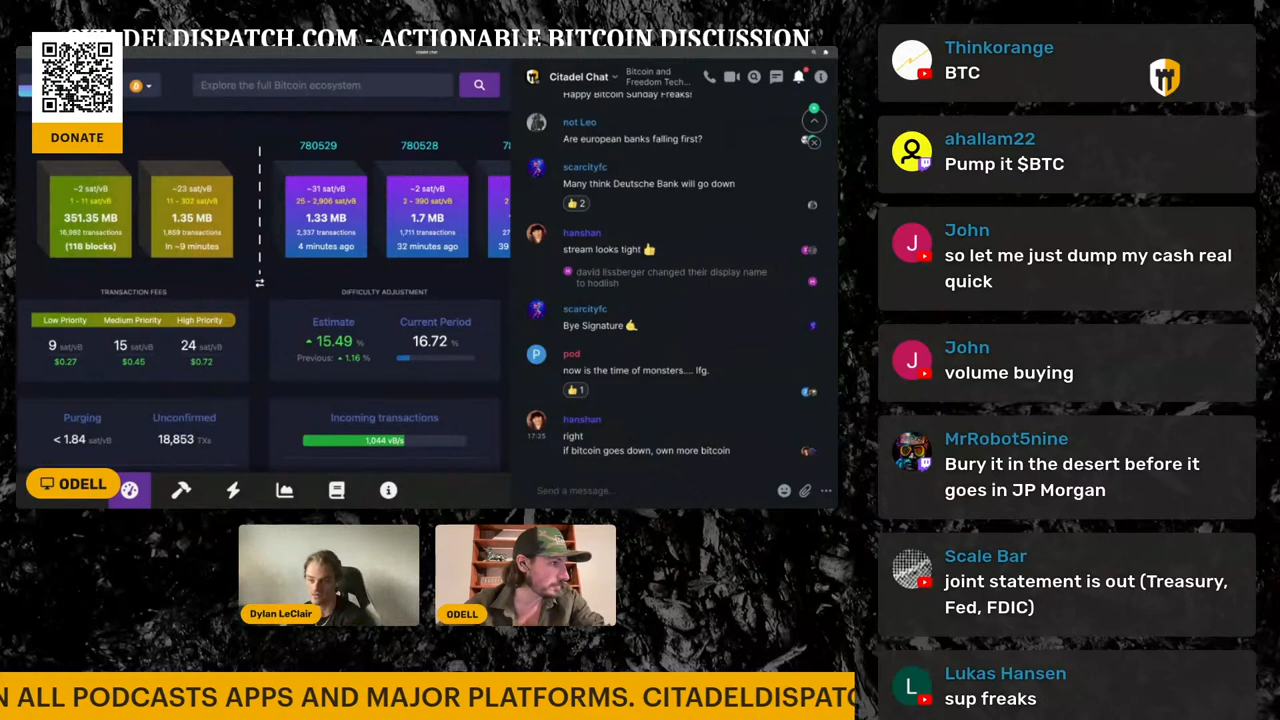 CITADELDISPATCH.COM - ACTIONABLE BITCOIN DISCUSSION
DONATE
Explore the full Bitcoin ecosystem
780529
780528
78
~2 sat/vB
1 - 11 sat/vB
351.35 MB
16,992 transactions
(118 blocks)
~23 sat/vB
11 - 302 sat/vB
1.35 MB
1,859 transactions
In ~9 minutes
~31 sat/vB
25 - 2,906 sat/vB
1.33 MB
2,337 transactions
4 minutes ago
~2 sat/vB
2 - 390 sat/vB
1.7 MB
1,711 transactions
32 minutes ago
39
TRANSACTION FEES
Low Priority Medium Priority High Priority
9 sat/vB 15 sat/vB 24 sat/vB
$0.27 $0.45 $0.72
DIFFICULTY ADJUSTMENT
Estimate
15.49 %
Previous: 1.16 %
Current Period
16.72 %
Purging
< 1.84 sat/vB
Unconfirmed
18,853 TXs
Incoming transactions
1,044 vB/s
ODELL
Citadel Chat
Bitcoin and
Freedom Tech...
Happy Bitcoin Sunday Freaks!
not Leo
Are european banks falling first?
scarcityfc
Many think Deutsche Bank will go down
👍 2
hanshan
stream looks tight 👍
david lissberger changed their display name
to hodlish
scarcityfc
Bye Signature
P
pod
now is the time of monsters.... lfg.
👍 1
hanshan
17:35
right
if bitcoin goes down, own more bitcoin
Send a message...
Dylan LeClair
ODELL
N ALL PODCASTS APPS AND MAJOR PLATFORMS. CITADELDISPATC
Thinkorange
BTC
ahallam22
Pump it $BTC
J
John
so let me just dump my cash real
quick
J
John
volume buying
MrRobot5nine
Bury it in the desert before it
goes in JP Morgan
Scale Bar
joint statement is out (Treasury,
Fed, FDIC)
L
Lukas Hansen
sup freaks